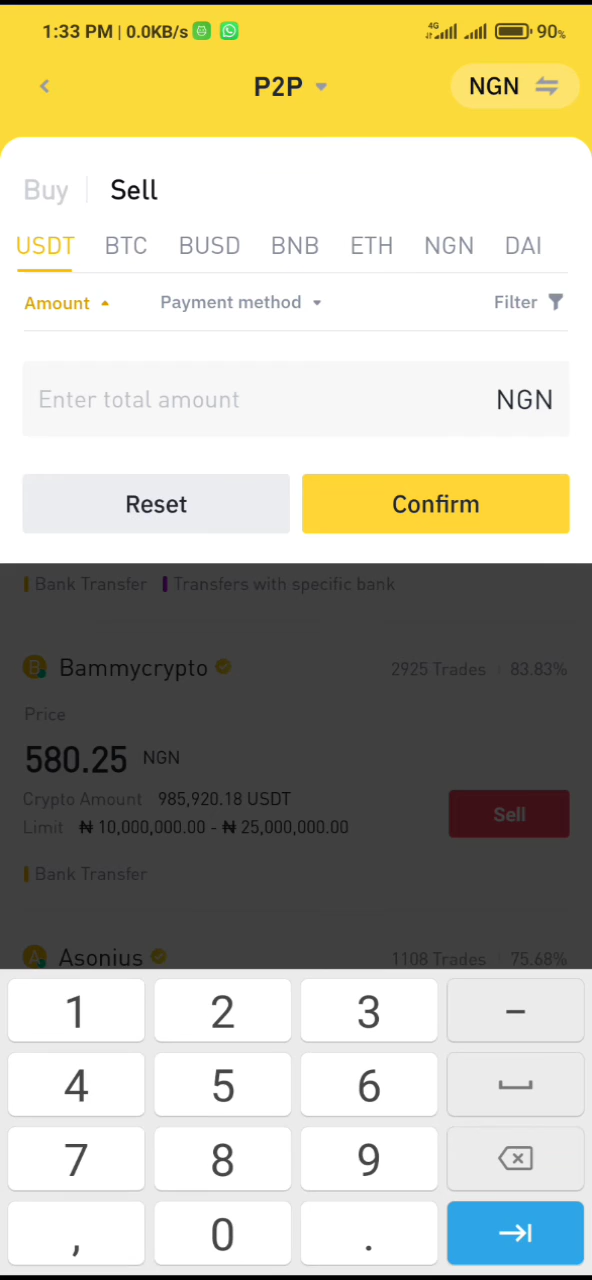 1:33 PM | 0.0KB/s 4G 90%
P2P NGN
Buy Sell
USDT BTC BUSD BNB ETH NGN DAI
Amount Payment method Filter
Enter total amount NGN
Reset Confirm
Bank Transfer Transfers with specific bank
B Bammycrypto 2925 Trades | 83.83%
Price
580.25 NGN
Crypto Amount 985,920.18 USDT
Sell
Limit ₦ 10,000,000.00 - ₦ 25,000,000.00
Bank Transfer
A Asonius 1108 Trades | 75.68%
1 2 3 -
4 5 6
7 8 9
, 0 .